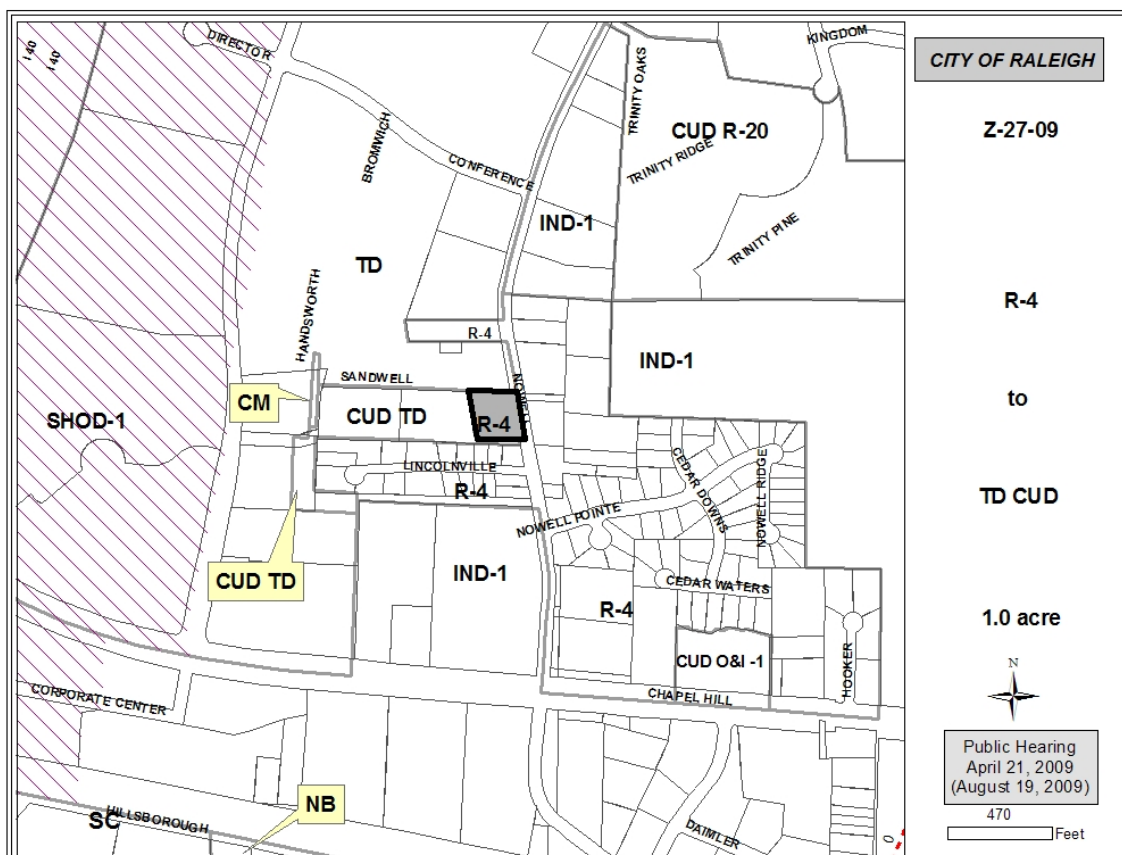 I 40
I 40
DIRECTOR
KINGDOM
CITY OF RALEIGH
TRINITY OAKS
CUD R-20
Z-27-09
BROMWICH
CONFERENCE
TRINITY RIDGE
IND-1
TRINITY PINE
TD
HANDSWORTH
R-4
R-4
IND-1
SANDWELL
NOWELL
CM
CUD TD
R-4
to
SHOD-1
LINCOLNVILLE
R-4
CEDAR DOWNS
NOWELL RIDGE
TD CUD
NOWELL POINTE
CUD TD
IND-1
CEDAR WATERS
R-4
1.0 acre
CUD O&I -1
HOOKER
N
CORPORATE CENTER
CHAPEL HILL
Public Hearing
April 21, 2009
(August 19, 2009)
NB
SC
HILLSBOROUGH
DAIMLER
470
Feet